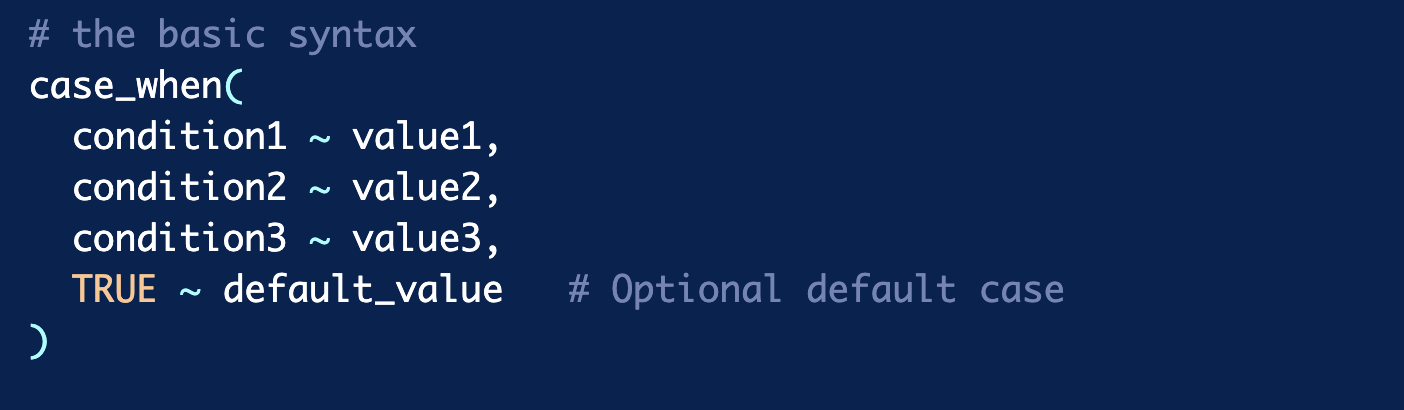 # the basic syntax
case_when(
  condition1 ~ value1,
  condition2 ~ value2,
  condition3 ~ value3,
  TRUE ~ default_value   # Optional default case
)